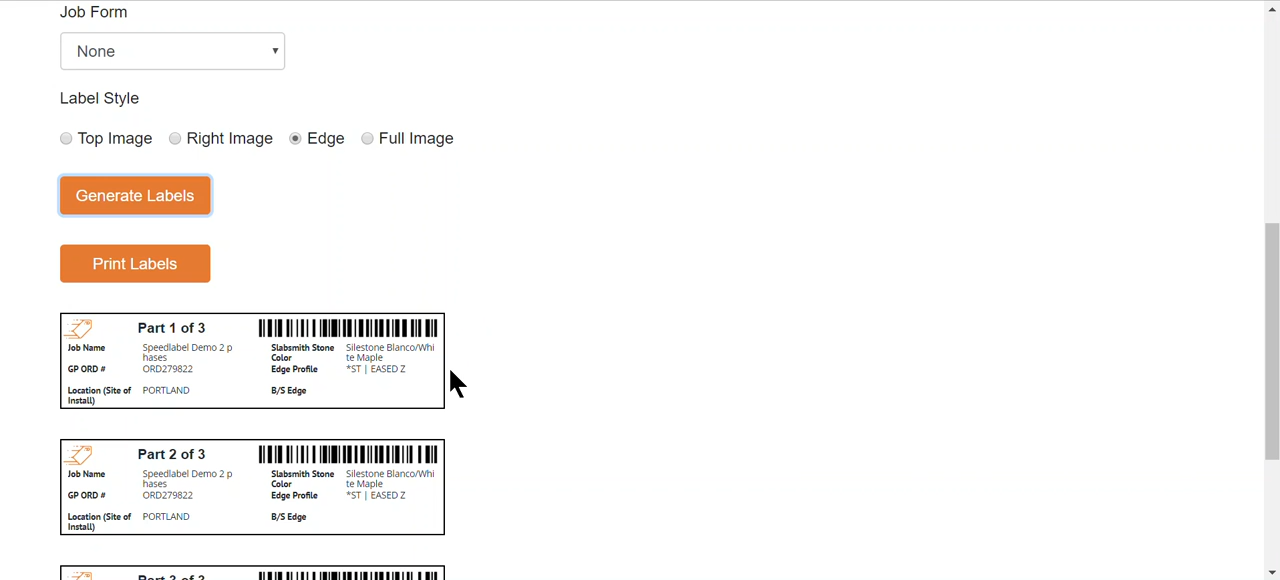 Job Form
None
Label Style
Top Image Right Image Edge Full Image
Generate Labels
Print Labels
Part 1 of 3
Job Name Speedlabel Demo 2 p Slabsmith Stone Silestone Blanco/Whi
hases Color te Maple
GP ORD # ORD279822 Edge Profile *ST | EASED Z
Location (Site of PORTLAND B/S Edge
Install)
Part 2 of 3
Job Name Speedlabel Demo 2 p Slabsmith Stone Silestone Blanco/Whi
hases Color te Maple
GP ORD # ORD279822 Edge Profile *ST | EASED Z
Location (Site of PORTLAND B/S Edge
Install)
Part 3 of 3